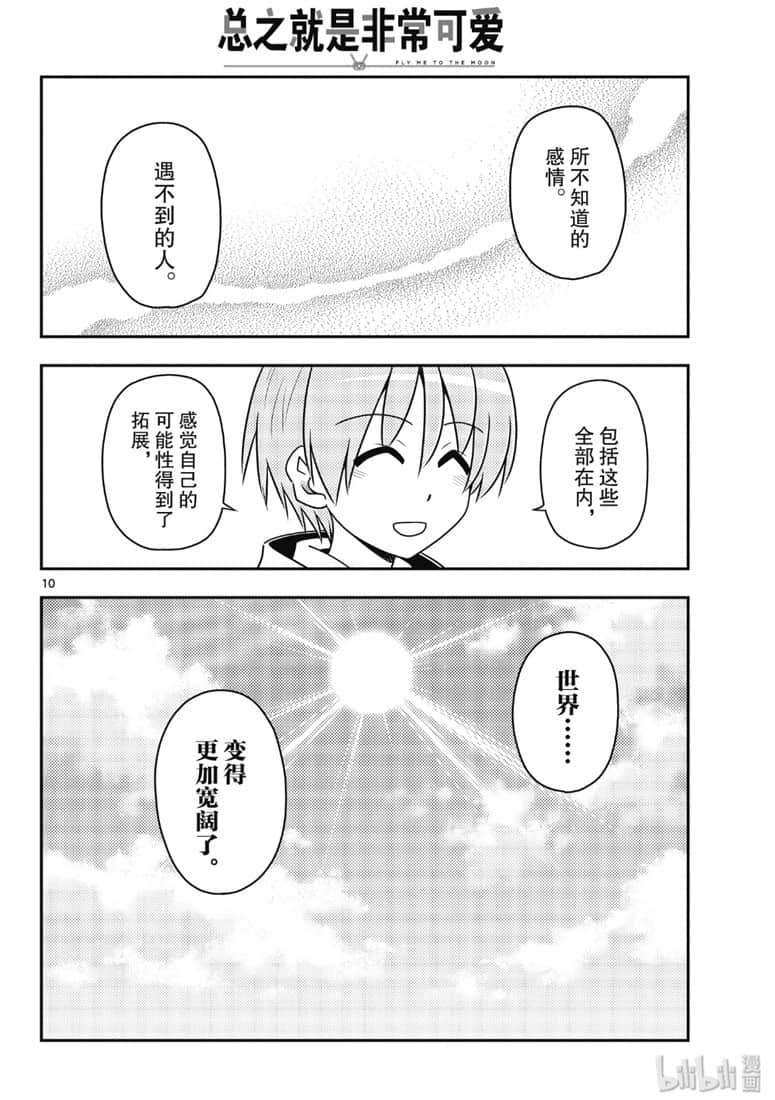 总之就是非常可爱
FLY ME TO THE MOON
所不知道的
感情。
遇不到的人。
包括这些
全部在内，
感觉自己的
可能性得到了
拓展，
10
世界……
变得
更加宽阔了。
bilibili漫画